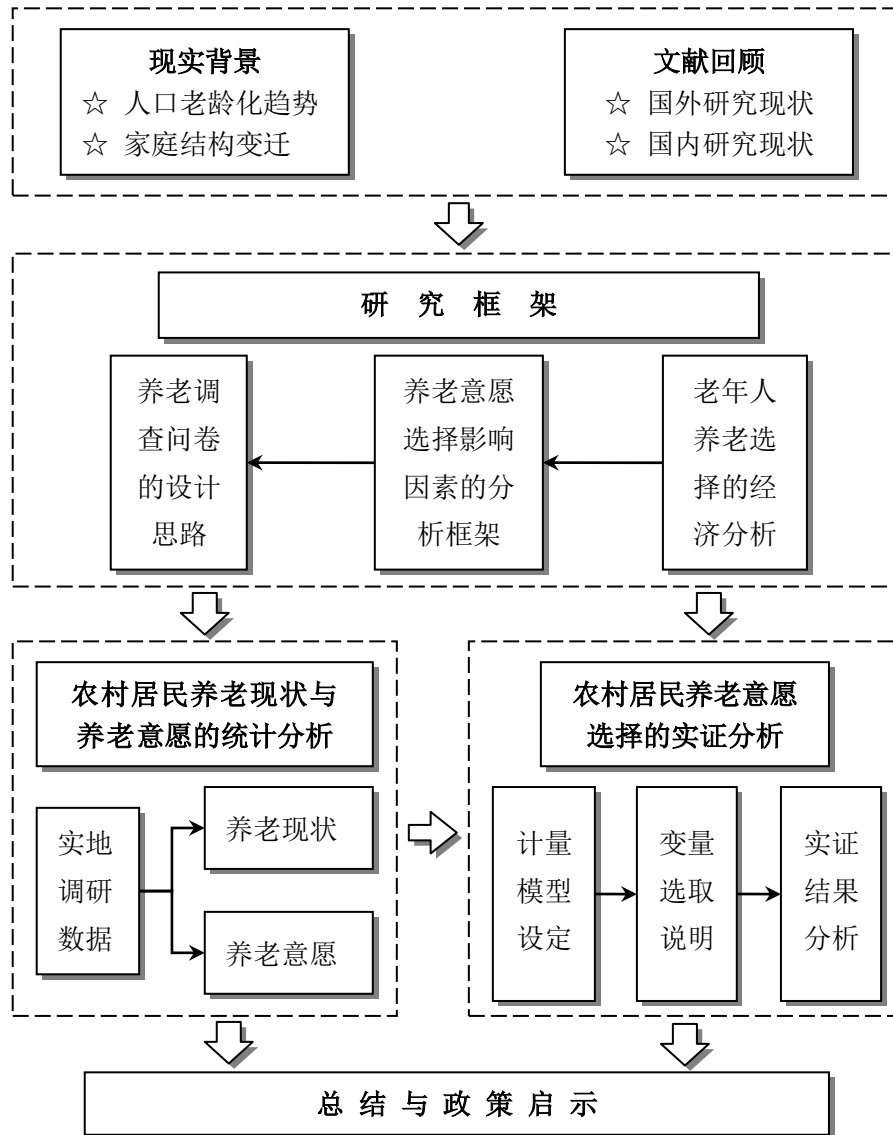 现实背景
☆ 人口老龄化趋势
☆ 家庭结构变迁
文献回顾
☆ 国外研究现状
☆ 国内研究现状
研 究 框 架
养老调
查问卷
的设计
思路
养老意愿
选择影响
因素的分
析框架
老年人
养老选
择的经
济分析
农村居民养老现状与
养老意愿的统计分析
实地
调研
数据
养老现状
养老意愿
农村居民养老意愿
选择的实证分析
计量
模型
设定
变量
选取
说明
实证
结果
分析
总 结 与 政 策 启 示